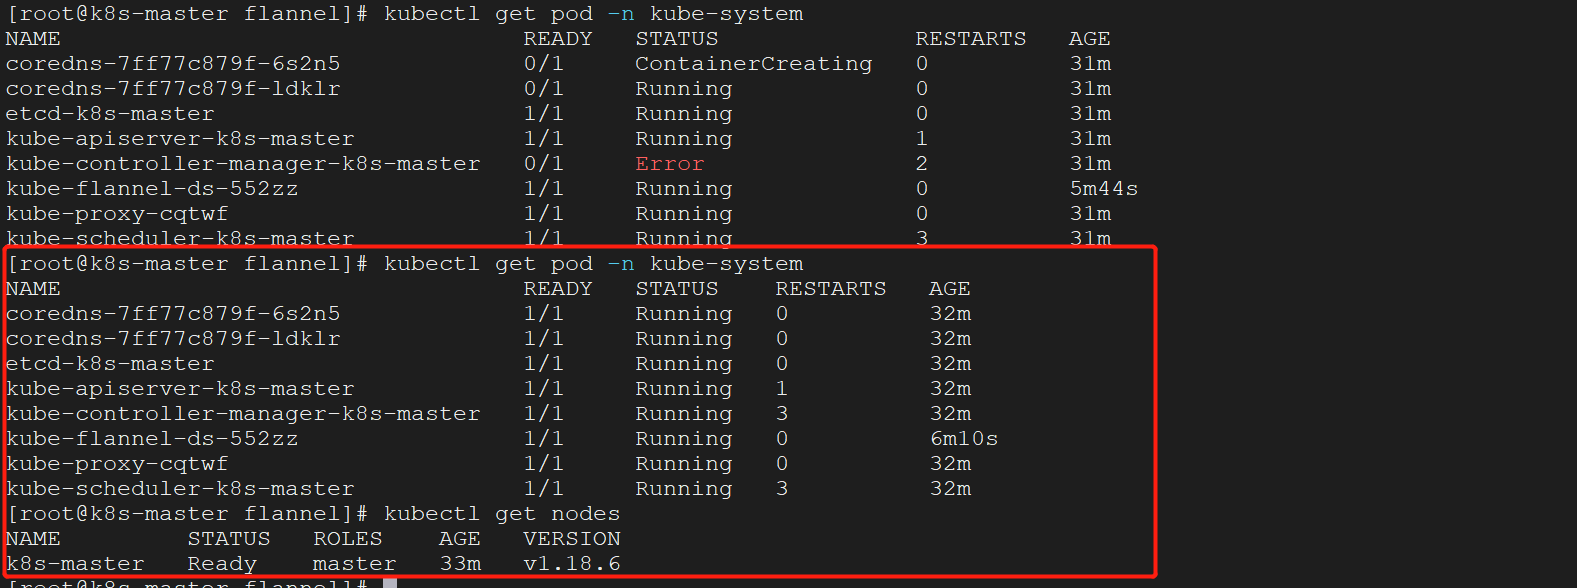 [root@k8s-master flannel]# kubectl get pod -n kube-system
NAME READY STATUS RESTARTS AGE
coredns-7ff77c879f-6s2n5 0/1 ContainerCreating 0 31m
coredns-7ff77c879f-ldklr 0/1 Running 0 31m
etcd-k8s-master 1/1 Running 0 31m
kube-apiserver-k8s-master 1/1 Running 1 31m
kube-controller-manager-k8s-master 0/1 Error 2 31m
kube-flannel-ds-552zz 1/1 Running 0 5m44s
kube-proxy-cqtwf 1/1 Running 0 31m
kube-scheduler-k8s-master 1/1 Running 3 31m
[root@k8s-master flannel]# kubectl get pod -n kube-system
NAME READY STATUS RESTARTS AGE
coredns-7ff77c879f-6s2n5 1/1 Running 0 32m
coredns-7ff77c879f-ldklr 1/1 Running 0 32m
etcd-k8s-master 1/1 Running 0 32m
kube-apiserver-k8s-master 1/1 Running 1 32m
kube-controller-manager-k8s-master 1/1 Running 3 32m
kube-flannel-ds-552zz 1/1 Running 0 6m10s
kube-proxy-cqtwf 1/1 Running 0 32m
kube-scheduler-k8s-master 1/1 Running 3 32m
[root@k8s-master flannel]# kubectl get nodes
NAME STATUS ROLES AGE VERSION
k8s-master Ready master 33m v1.18.6
[root@k8s-master flannel]#